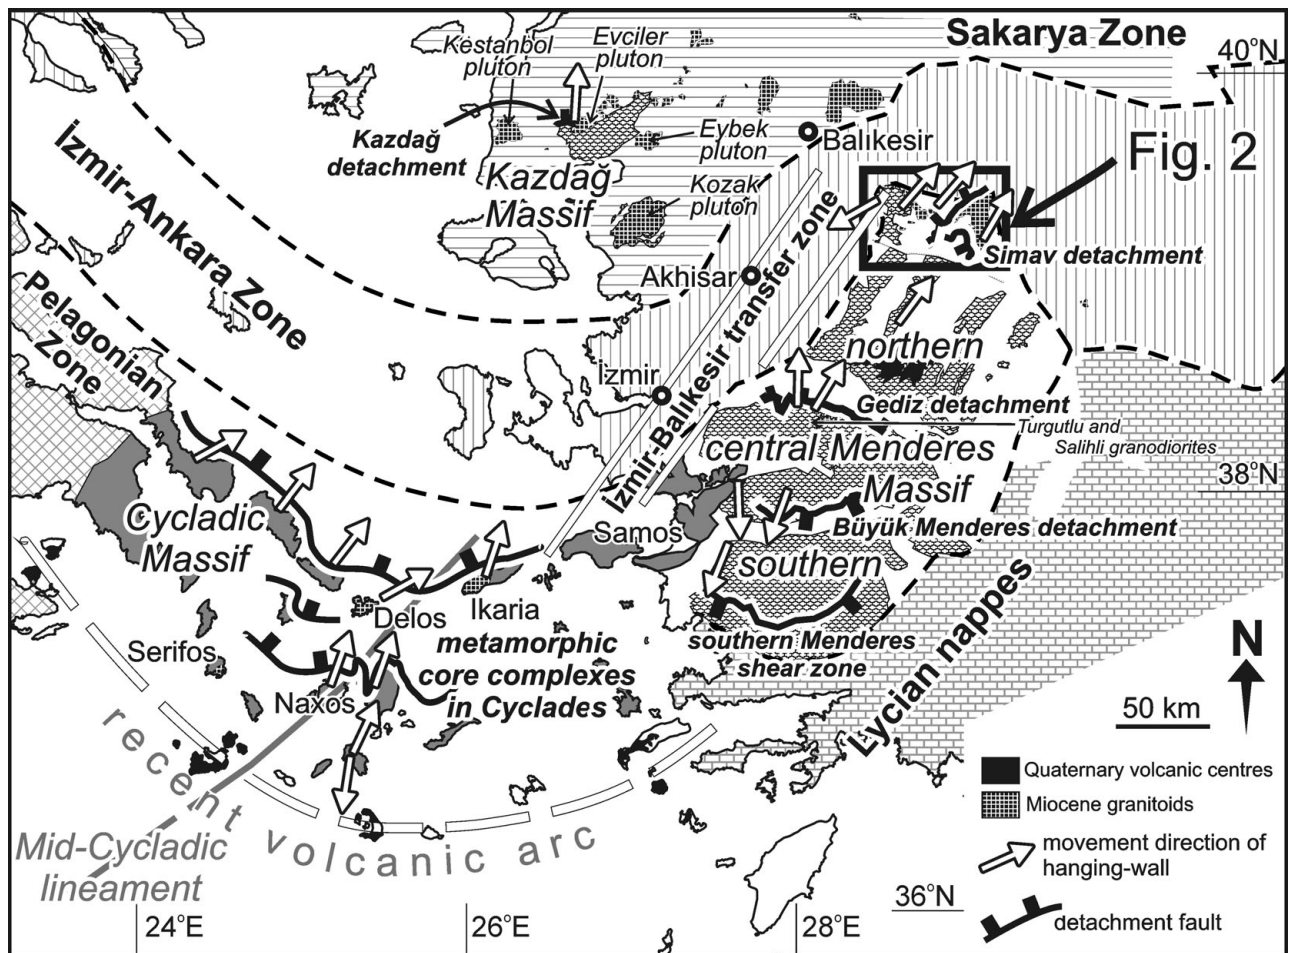 Sakarya Zone
40°N
Kestanbol
pluton
Evciler
pluton
Kazdağ
detachment
Eybek
pluton
Balıkesir
Fig. 2
Kazdağ
Massif
Kozak
pluton
İzmir-Ankara Zone
Akhisar
Simav detachment
Pelagonian
Zone
İzmir-Balıkesir transfer zone
northern
İzmir
Gediz detachment
Turgutlu and
Salihli granodiorites
central Menderes
Massif
38°N
Cycladic
Massif
Samos
Büyük Menderes detachment
southern
Delos
Ikaria
Serifos
metamorphic
core complexes
in Cyclades
southern Menderes
shear zone
Naxos
Lycian nappes
N
50 km
recent volcanic arc
Mid-Cycladic
lineament
Quaternary volcanic centres
Miocene granitoids
movement direction of
hanging-wall
detachment fault
36°N
24°E
26°E
28°E